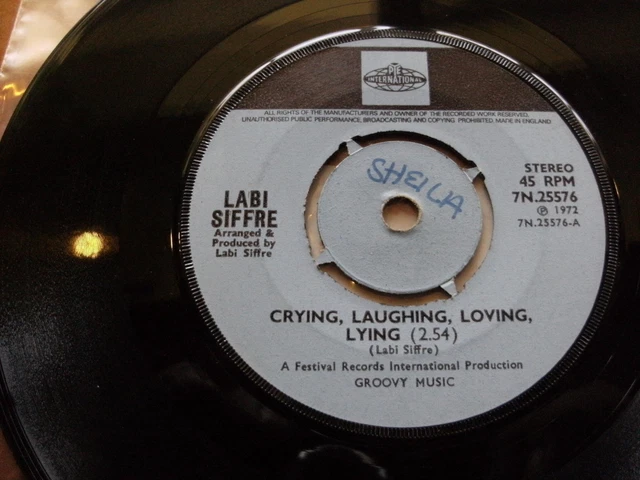 PYE
INTERNATIONAL
ALL RIGHTS OF THE MANUFACTURERS AND OWNER OF THE RECORDED WORK RESERVED.
UNAUTHORISED PUBLIC PERFORMANCE, BROADCASTING AND COPYING PROHIBITED. MADE IN ENGLAND
SHEILA
STEREO
45 RPM
7N.25576
℗ 1972
7N.25576-A
LABI
SIFFRE
Arranged &
Produced by
Labi Siffre
CRYING, LAUGHING, LOVING,
LYING (2.54)
(Labi Siffre)
A Festival Records International Production
GROOVY MUSIC